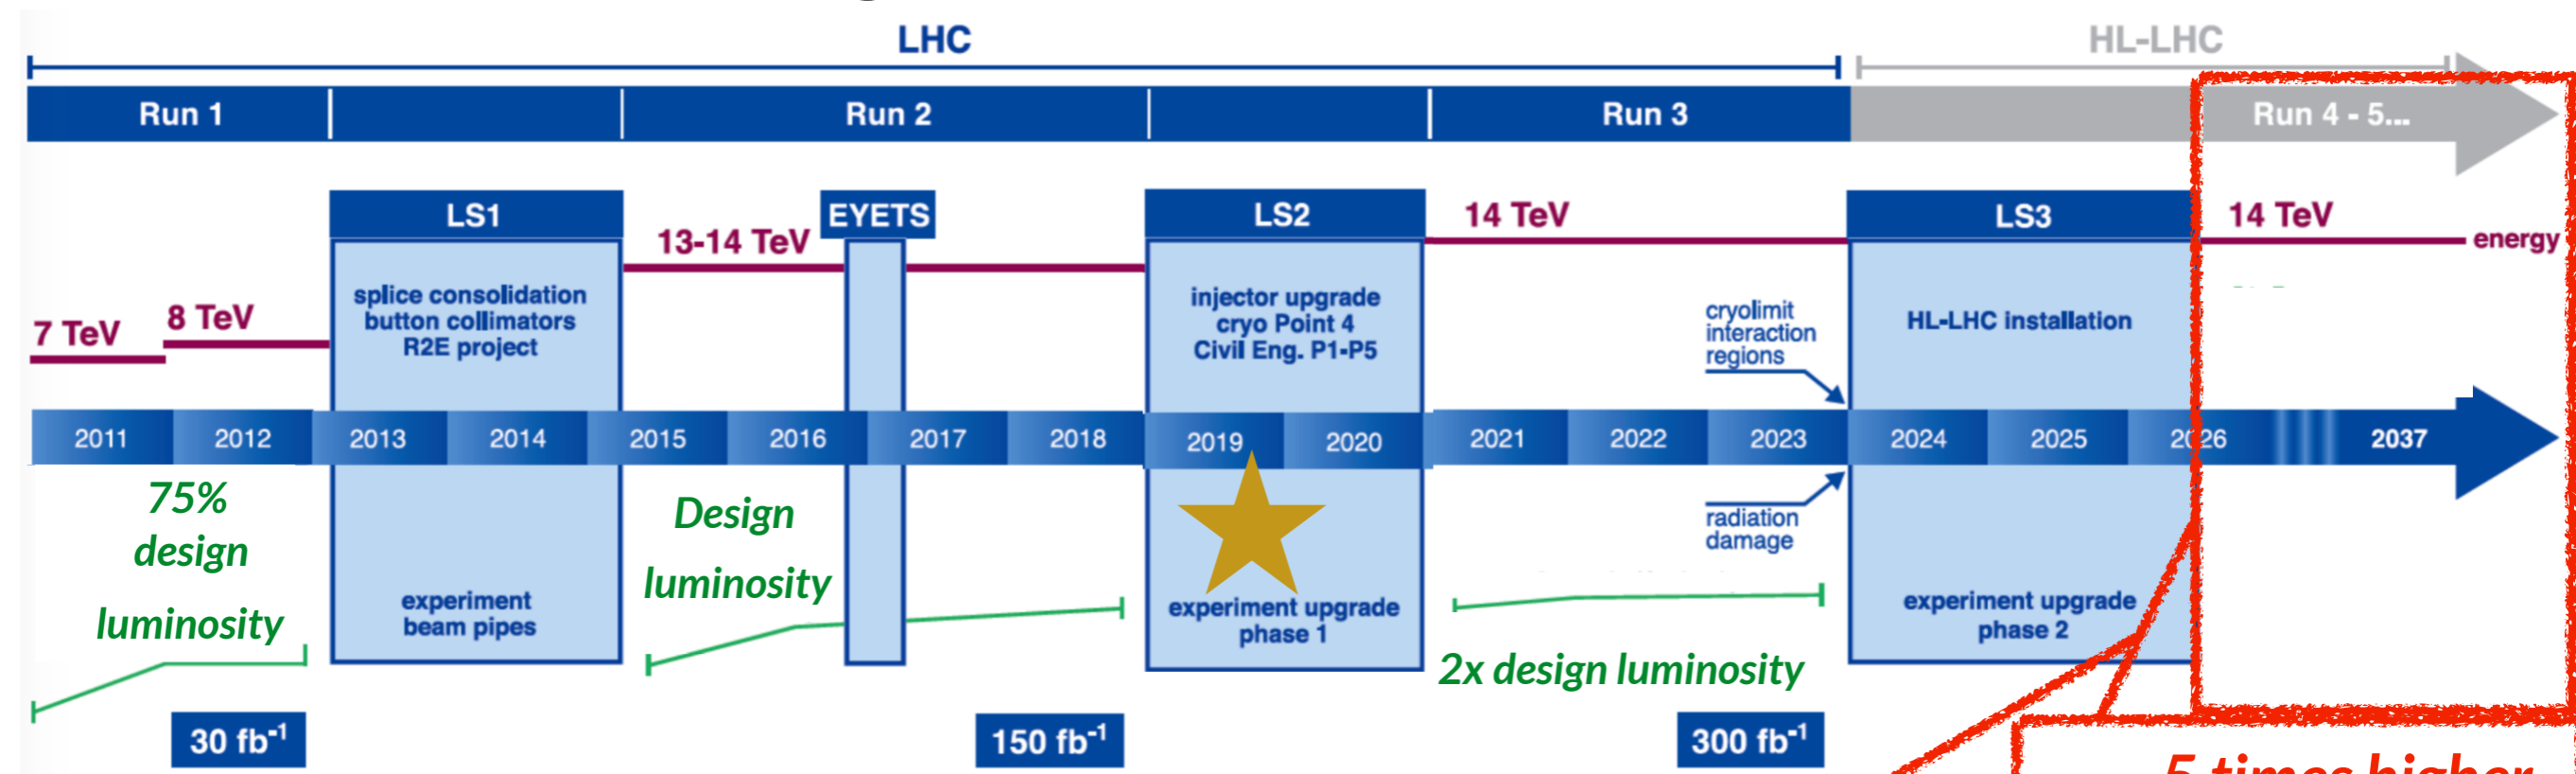 LHC
HL-LHC
Run 1
Run 2
Run 3
Run 4 - 5...
LS1
EYETS
LS2
14 TeV
LS3
14 TeV
13-14 TeV
energy
splice consolidation
button collimators
R2E project
injector upgrade
cryo Point 4
Civil Eng. P1-P5
cryolimit
interaction
regions
HL-LHC installation
7 TeV
8 TeV
2011
2012
2013
2014
2015
2016
2017
2018
2019
2020
2021
2022
2023
2024
2025
2026
2037
75%
design
luminosity
Design
luminosity
radiation
damage
experiment
beam pipes
experiment upgrade
phase 1
experiment upgrade
phase 2
2x design luminosity
30 fb⁻¹
150 fb⁻¹
300 fb⁻¹
5 times higher